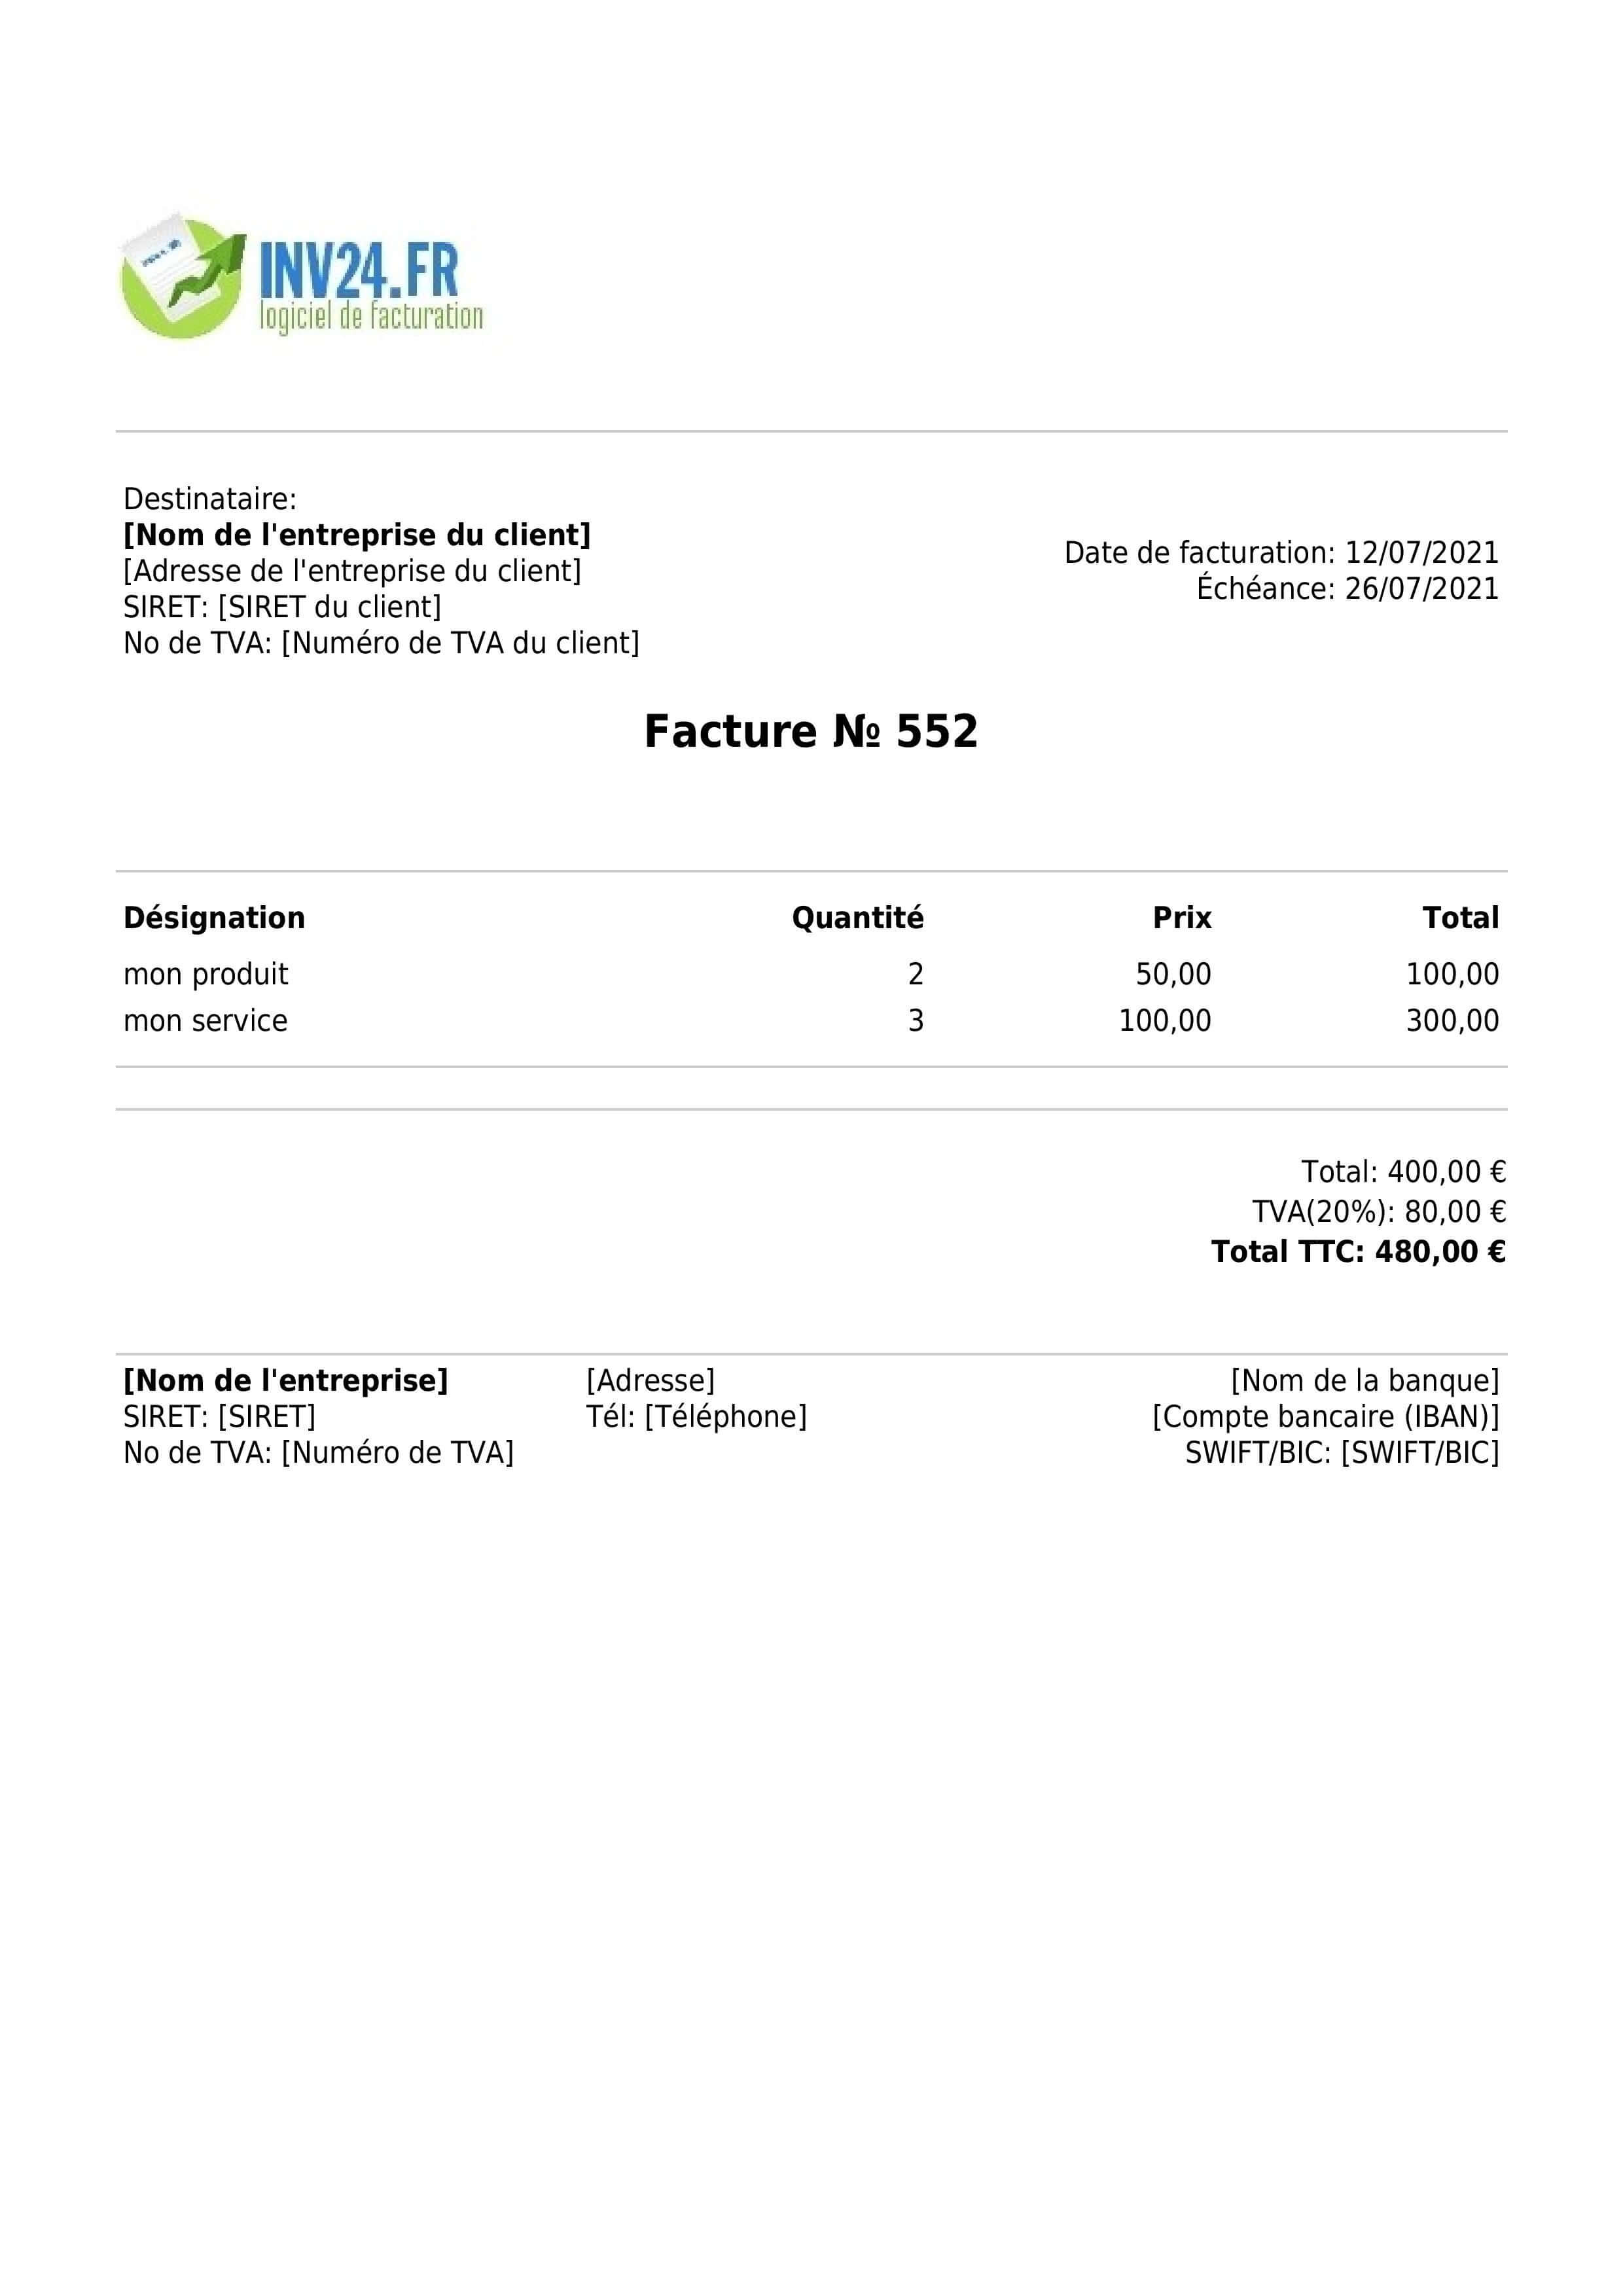 INV24.FR
logiciel de facturation
Destinataire:
[Nom de l'entreprise du client]
[Adresse de l'entreprise du client]
SIRET: [SIRET du client]
No de TVA: [Numéro de TVA du client]
Date de facturation: 12/07/2021
Échéance: 26/07/2021
Facture № 552
Désignation Quantité Prix Total
mon produit 2 50,00 100,00
mon service 3 100,00 300,00
Total: 400,00 €
TVA(20%): 80,00 €
Total TTC: 480,00 €
[Nom de l'entreprise] [Adresse] [Nom de la banque]
SIRET: [SIRET] Tél: [Téléphone] [Compte bancaire (IBAN)]
No de TVA: [Numéro de TVA] SWIFT/BIC: [SWIFT/BIC]